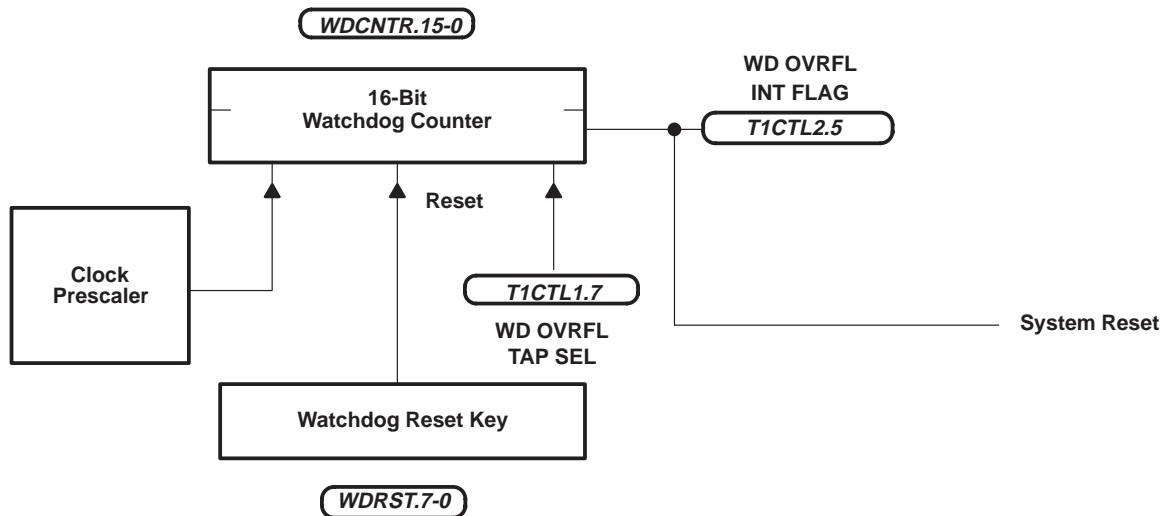 WDCNTR.15-0
16-Bit
Watchdog Counter
WD OVRFL
INT FLAG
T1CTL2.5
Reset
Clock
Prescaler
T1CTL1.7
WD OVRFL
TAP SEL
System Reset
Watchdog Reset Key
WDRST.7-0